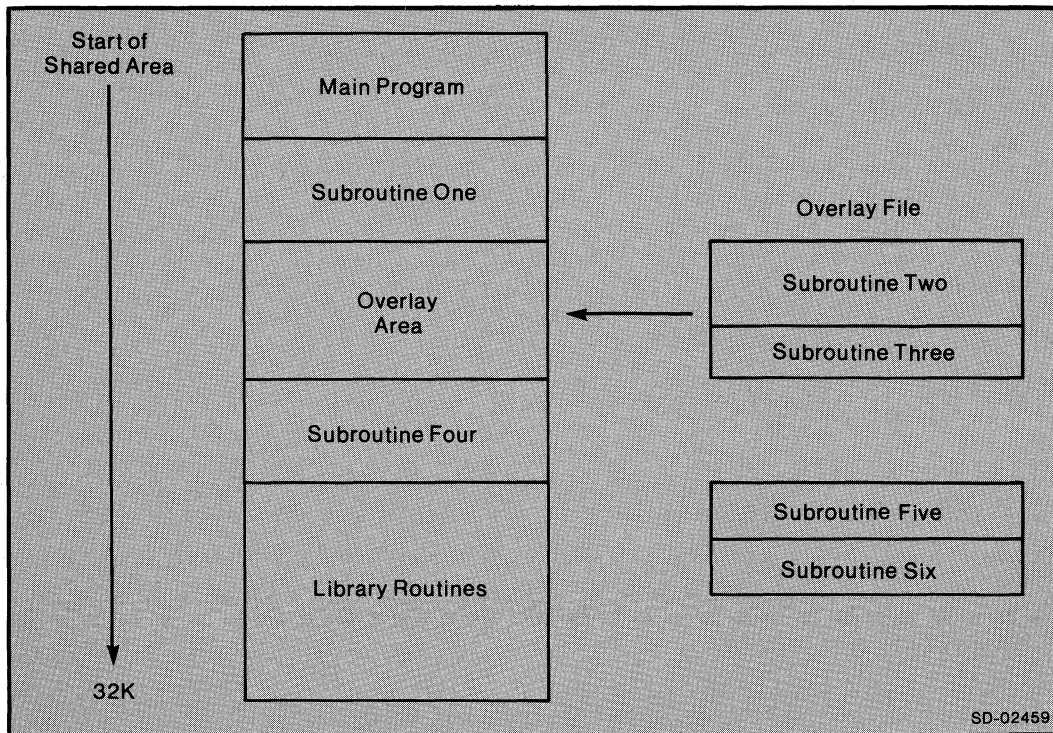 Start of
Shared Area
32K
Main Program
Subroutine One
Overlay
Area
Subroutine Four
Library Routines
Overlay File
Subroutine Two
Subroutine Three
Subroutine Five
Subroutine Six
SD-02459